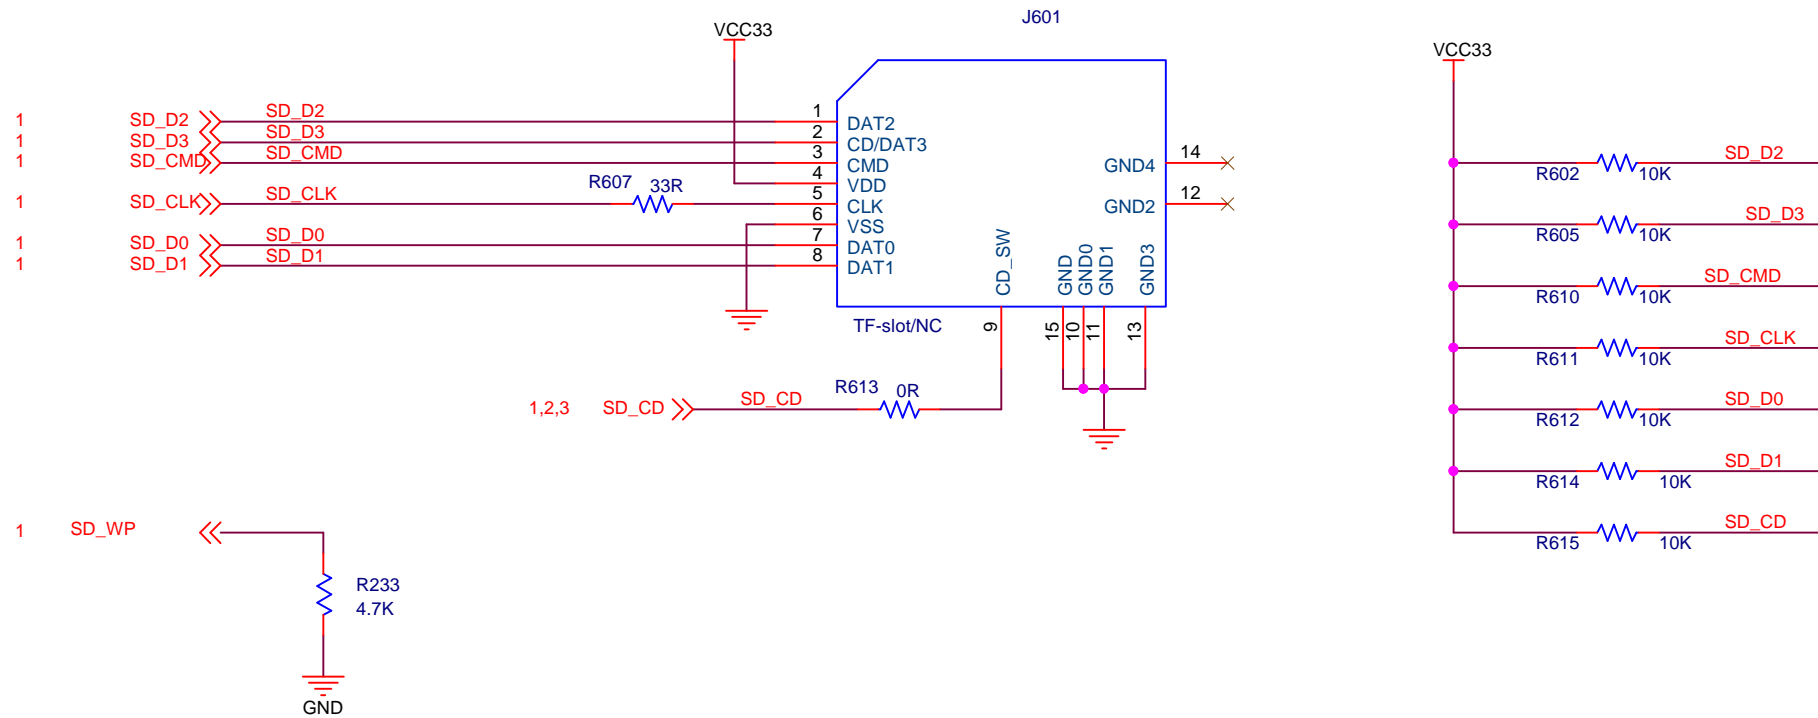 J601
VCC33
VCC33
1 SD_D2 SD_D2 1 DAT2
1 SD_D3 SD_D3 2 CD/DAT3
1 SD_CMD SD_CMD 3 CMD
4 VDD
1 SD_CLK SD_CLK R607 33R 5 CLK
6 VSS
1 SD_D0 SD_D0 7 DAT0
1 SD_D1 SD_D1 8 DAT1
GND4 14
GND2 12
CD_SW GND GND0 GND1 GND3
TF-slot/NC
9 15 10 11 13
1,2,3 SD_CD SD_CD R613 0R
1 SD_WP
R233
4.7K
GND
R602 10K SD_D2
R605 10K SD_D3
R610 10K SD_CMD
R611 10K SD_CLK
R612 10K SD_D0
R614 10K SD_D1
R615 10K SD_CD